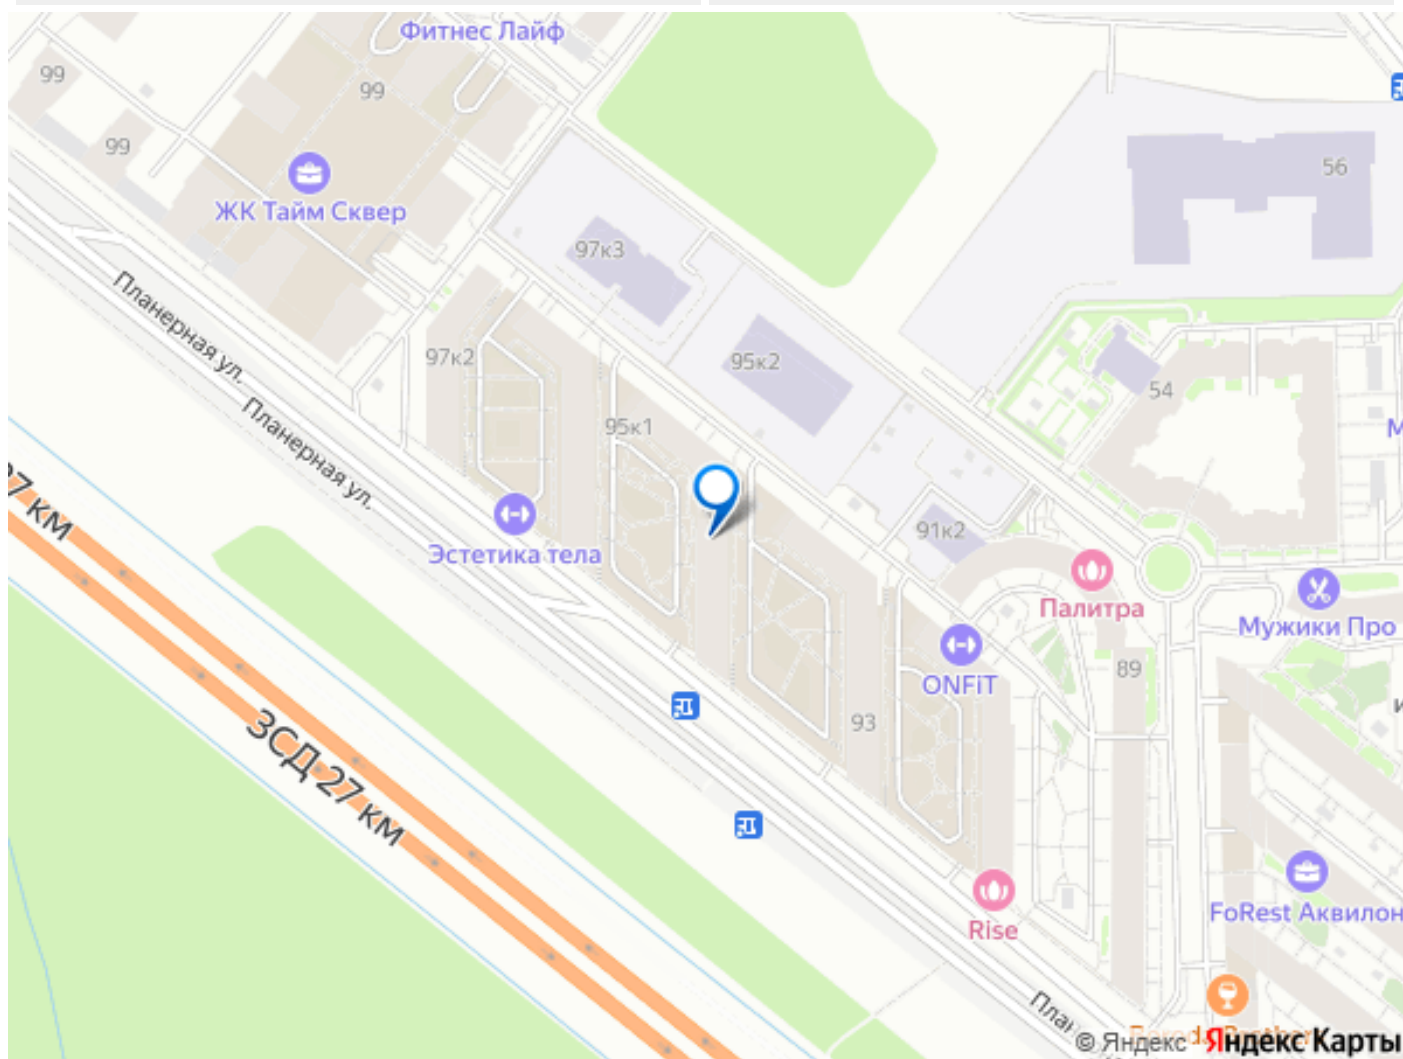 Фитнес Лайф
99
99
99
56
ЖК Тайм Сквер
97к3
Планерная ул.
97к2
95к2
54
Планерная ул.
95к1
М
27 км
91к2
Эстетика тела
Палитра
Мужики Про
ONFiT
89
и
93
ЗСД 27 км
FoRest Аквилон
Rise
План
© Яндекс Яндекс Карты